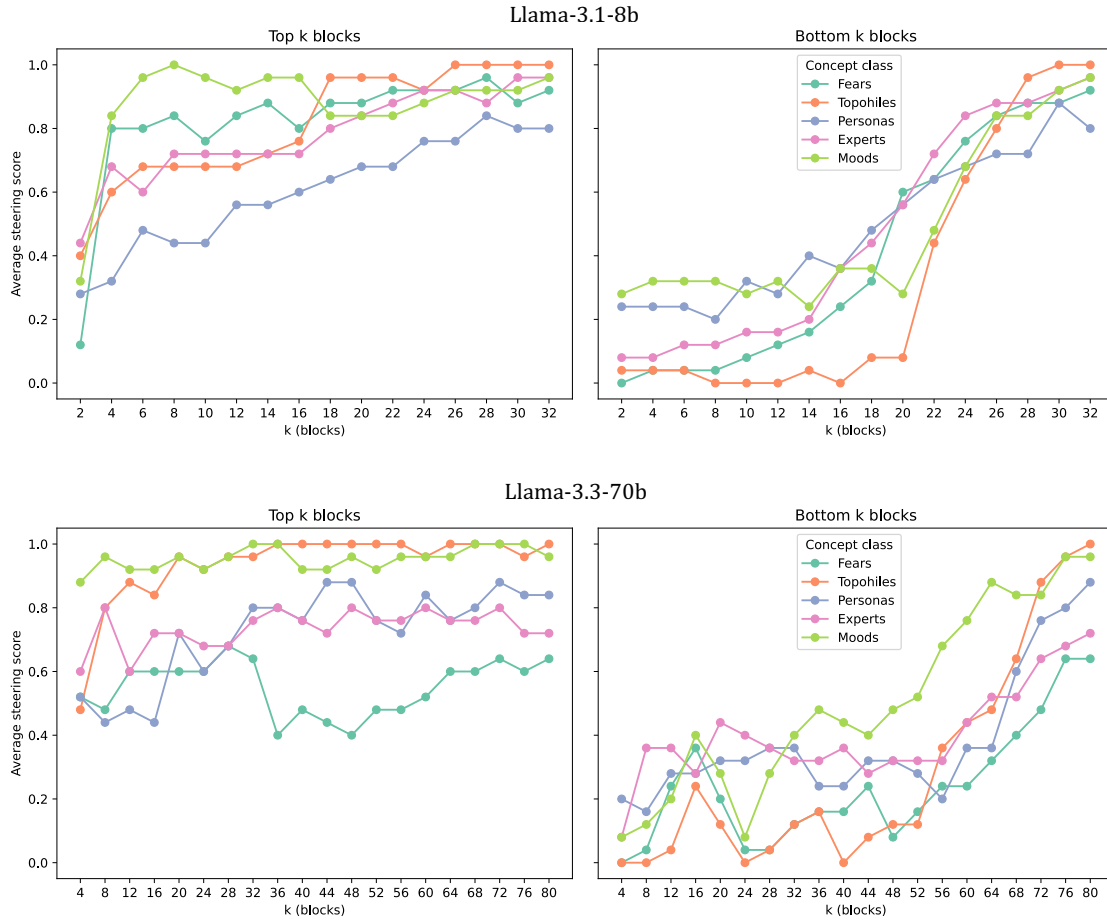 Llama-3.1-8b
Top k blocks
Bottom k blocks
Average steering score
1.0
0.8
0.6
0.4
0.2
0.0
2 4 6 8 10 12 14 16 18 20 22 24 26 28 30 32
k (blocks)
Concept class
Fears
Topophiles
Personas
Experts
Moods
2 4 6 8 10 12 14 16 18 20 22 24 26 28 30 32
k (blocks)
Llama-3.3-70b
Top k blocks
Bottom k blocks
Average steering score
1.0
0.8
0.6
0.4
0.2
0.0
4 8 12 16 20 24 28 32 36 40 44 48 52 56 60 64 68 72 76 80
k (blocks)
Concept class
Fears
Topophiles
Personas
Experts
Moods
4 8 12 16 20 24 28 32 36 40 44 48 52 56 60 64 68 72 76 80
k (blocks)